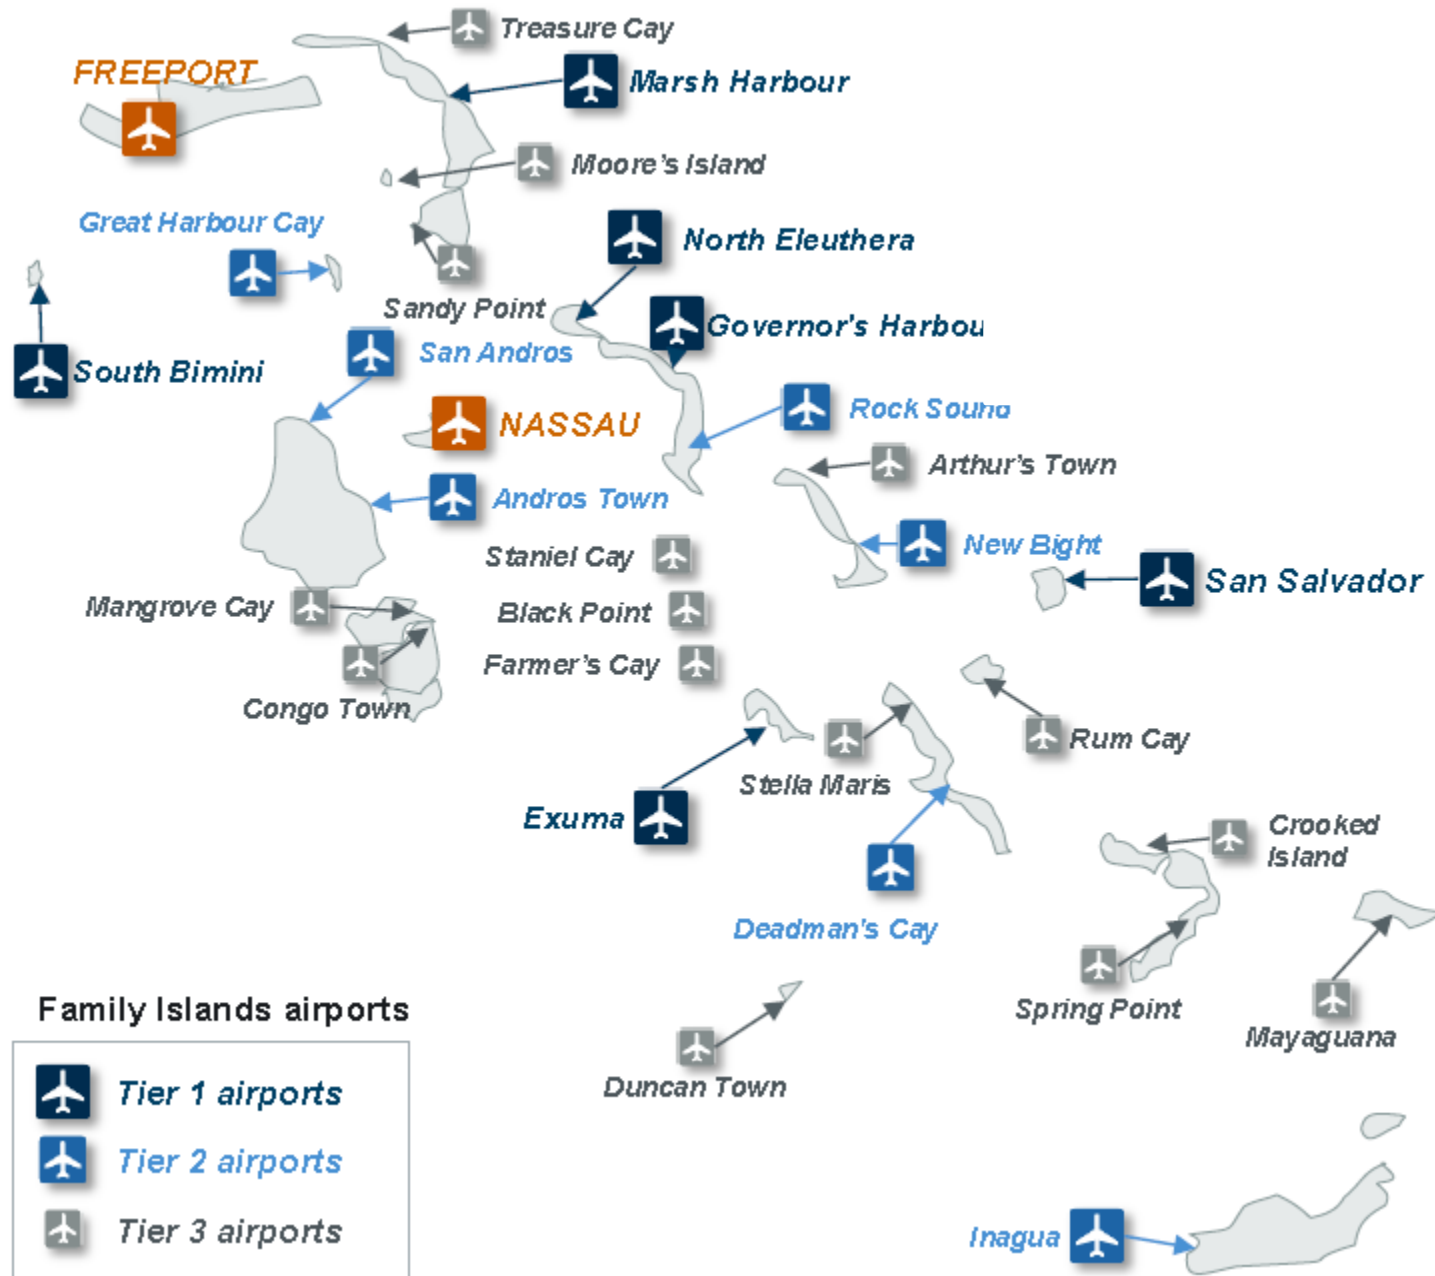 Treasure Cay
FREEPORT
Marsh Harbour
Moore's Island
Great Harbour Cay
North Eleuthera
Sandy Point
Governor's Harbou
San Andros
South Bimini
Rock Sound
NASSAU
Arthur's Town
Andros Town
New Bight
Staniel Cay
San Salvador
Mangrove Cay
Black Point
Farmer's Cay
Congo Town
Rum Cay
Stella Maris
Exuma
Crooked
Island
Deadman's Cay
Spring Point
Mayaguana
Duncan Town
Family Islands airports
Tier 1 airports
Tier 2 airports
Tier 3 airports
Inagua